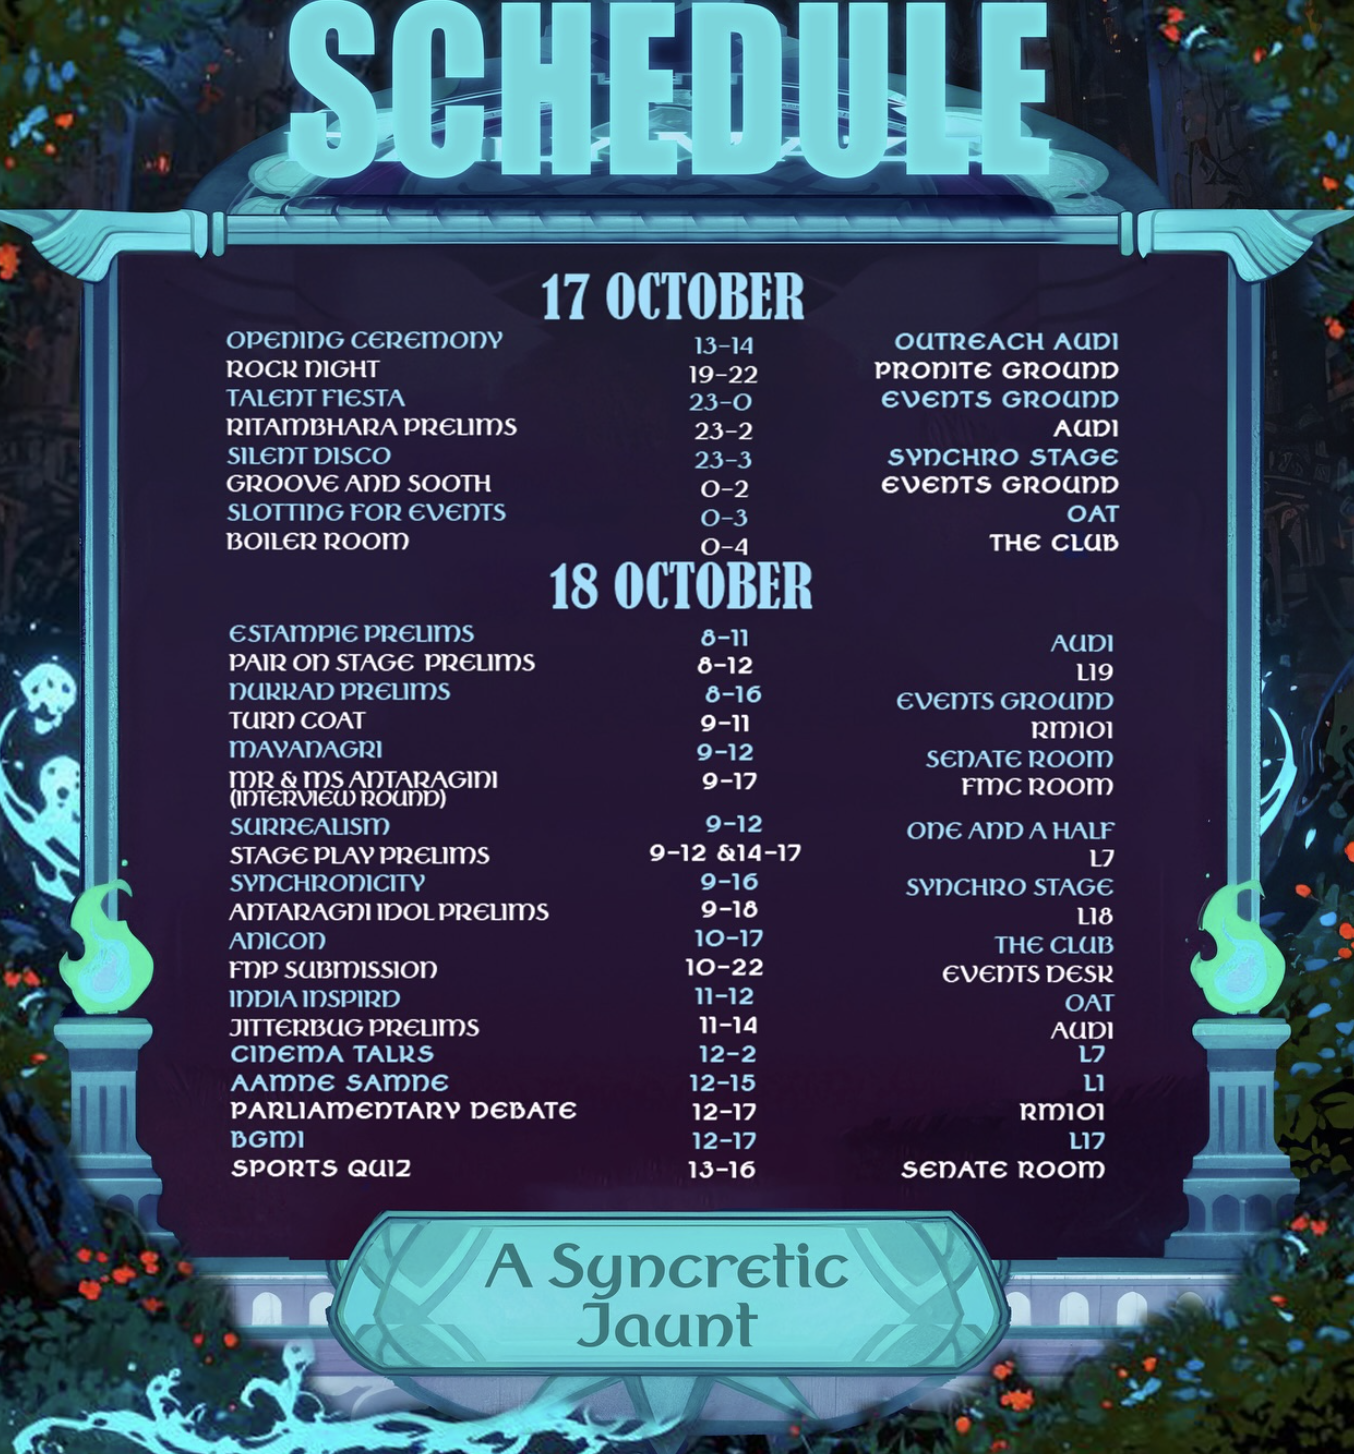 SCHEDULE
17 OCTOBER
OPENING CEREMONY 13-14 OUTREACH AUDI
ROCK NIGHT 19-22 PRONITE GROUND
TALENT FIESTA 23-0 EVENTS GROUND
RITAMBHARA PRELIMS 23-2 AUDI
SILENT DISCO 23-3 SYNCHRO STAGE
GROOVE AND SOOTH 0-2 EVENTS GROUND
SLOTTING FOR EVENTS 0-3 OAT
BOILER ROOM 0-4 THE CLUB
18 OCTOBER
ESTAMPIE PRELIMS 8-11 AUDI
PAIR ON STAGE PRELIMS 8-12 L19
NUKKAD PRELIMS 8-16 EVENTS GROUND
TURN COAT 9-11 RM101
MAYANAGRI 9-12 SENATE ROOM
MR & MS ANTARAGINI 9-17 FMC ROOM
(INTERVIEW ROUND)
SURREALISM 9-12 ONE AND A HALF
STAGE PLAY PRELIMS 9-12 &14-17 L7
SYNCHRONICITY 9-16 SYNCHRO STAGE
ANTARAGNI IDOL PRELIMS 9-18 L18
ANICON 10-17 THE CLUB
FNP SUBMISSION 10-22 EVENTS DESK
INDIA INSPIRD 11-12 OAT
JITTERBUG PRELIMS 11-14 AUDI
CINEMA TALKS 12-2 L7
AAMNE SAMNE 12-15 L1
PARLIAMENTARY DEBATE 12-17 RM101
BGMI 12-17 L17
SPORTS QUIZ 13-16 SENATE ROOM
A Syncretic
Jaunt